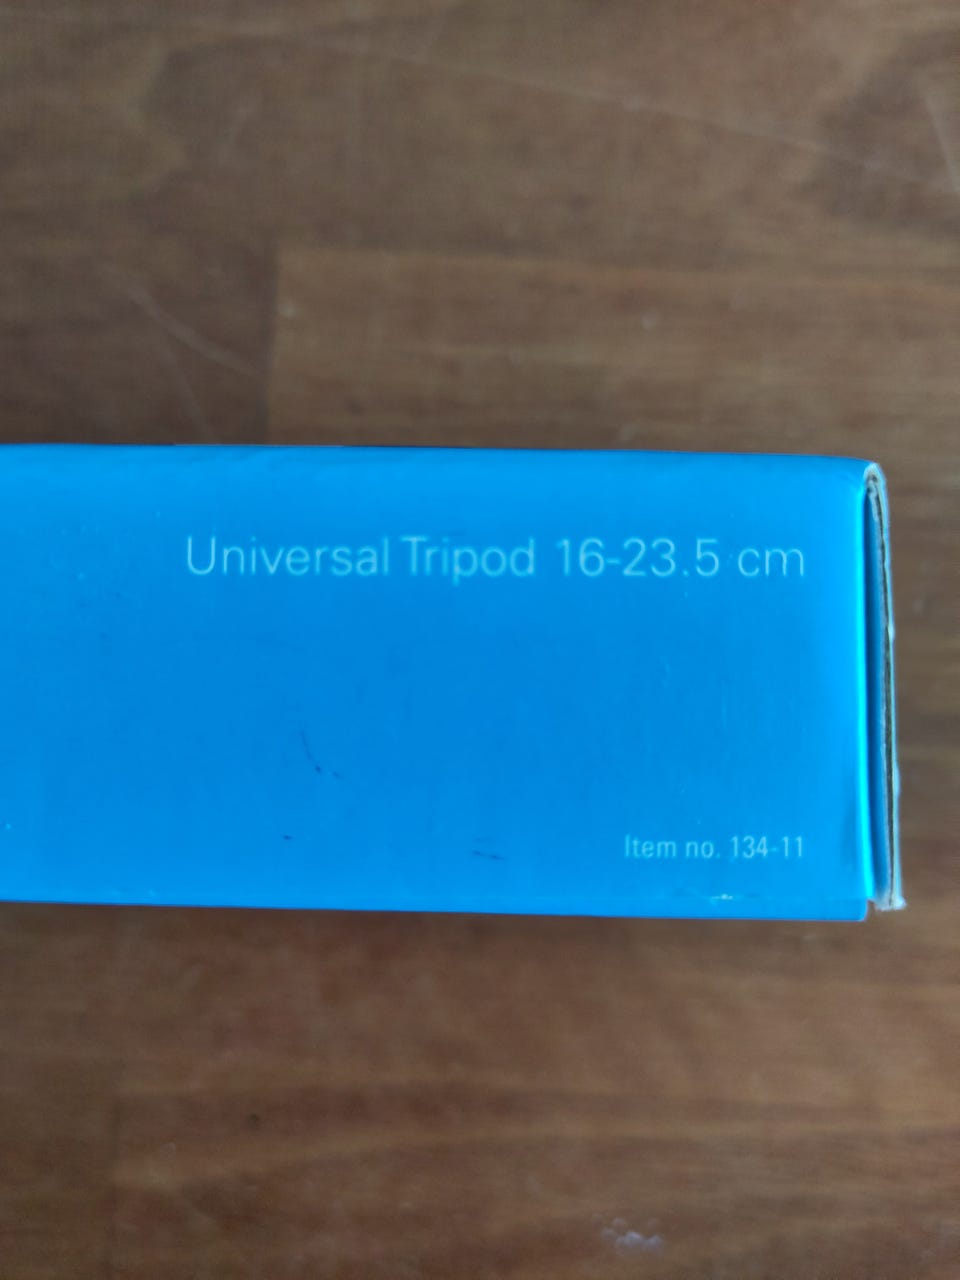 Universal Tripod 16-23.5 cm
Item no. 134-11